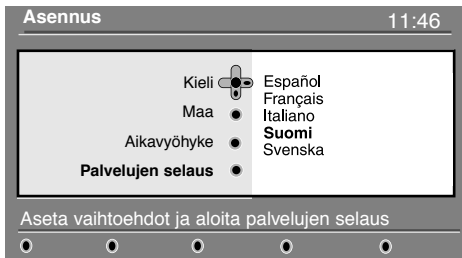 Asennus 11:46
Kieli Español
Français
Maa Italiano
Suomi
Aikavyöhyke Svenska
Palvelujen selaus
Aseta vaihtoehdot ja aloita palvelujen selaus